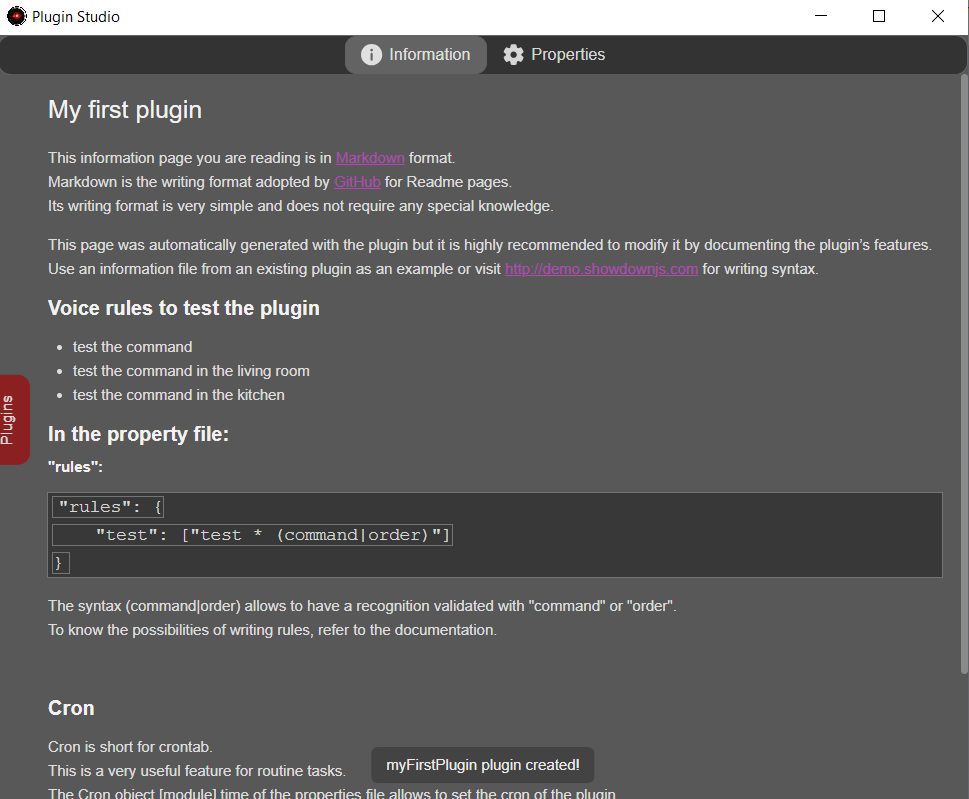 Plugin Studio
Information
Properties
My first plugin
This information page you are reading is in Markdown format.
Markdown is the writing format adopted by GitHub for Readme pages.
Its writing format is very simple and does not require any special knowledge.
This page was automatically generated with the plugin but it is highly recommended to modify it by documenting the plugin's features.
Use an information file from an existing plugin as an example or visit http://demo.showdownjs.com for writing syntax.
Voice rules to test the plugin
• test the command
• test the command in the living room
• test the command in the kitchen
Plugins
In the property file:
"rules":
"rules": {
"test": ["test * (command|order)"]
}
The syntax (command|order) allows to have a recognition validated with "command" or "order".
To know the possibilities of writing rules, refer to the documentation.
Cron
Cron is short for crontab.
This is a very useful feature for routine tasks.
myFirstPlugin plugin created!
The Cron object [module].time of the properties file allows to set the cron of the plugin